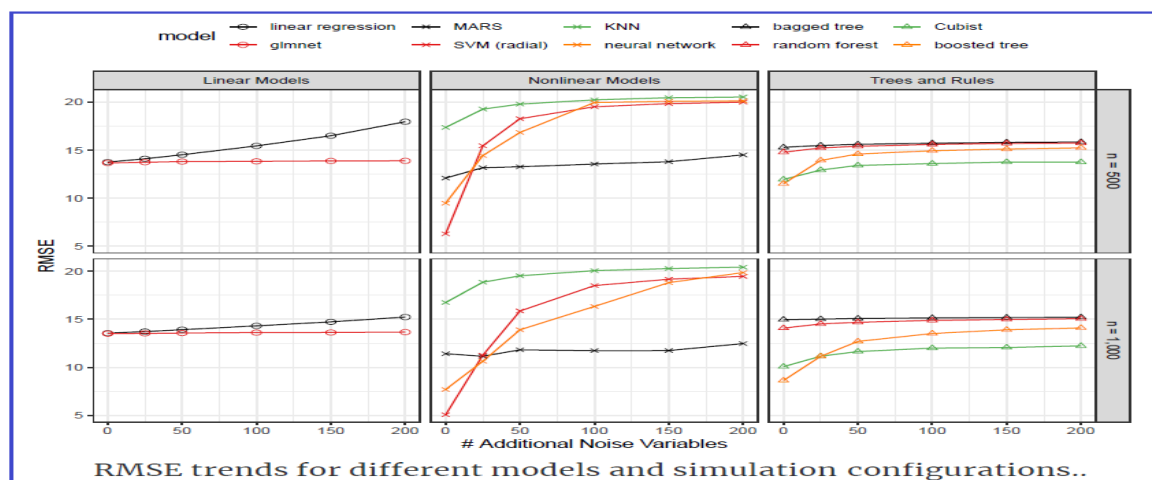 model
linear regression MARS KNN bagged tree Cubist
glmnet SVM (radial) neural network random forest boosted tree
Linear Models Nonlinear Models Trees and Rules
20
15
10
5
n = 500
RMSE
20
15
10
5
n = 1,000
0 50 100 150 200 0 50 100 150 200 0 50 100 150 200
# Additional Noise Variables
RMSE trends for different models and simulation configurations..